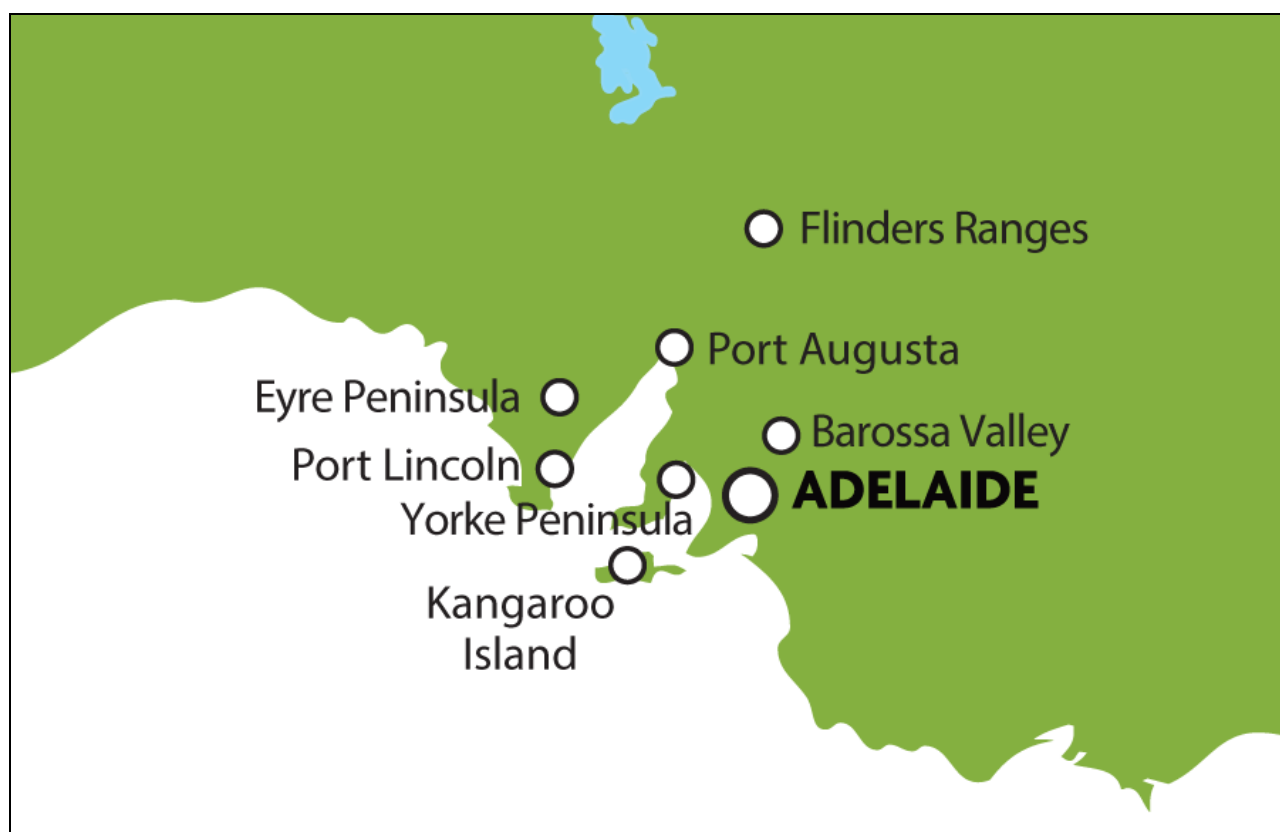 Flinders Ranges
Port Augusta
Eyre Peninsula
Barossa Valley
Port Lincoln
ADELAIDE
Yorke Peninsula
Kangaroo
Island